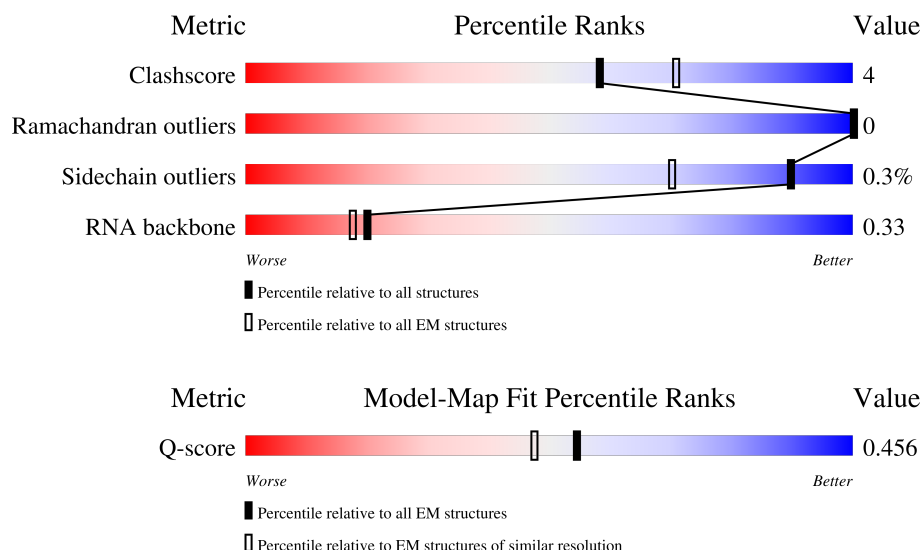 Metric Percentile Ranks Value
Clashscore 4
Ramachandran outliers 0
Sidechain outliers 0.3%
RNA backbone 0.33
Worse Better
Percentile relative to all structures
Percentile relative to all EM structures
Metric Model-Map Fit Percentile Ranks Value
Q-score 0.456
Worse Better
Percentile relative to all EM structures
Percentile relative to EM structures of similar resolution